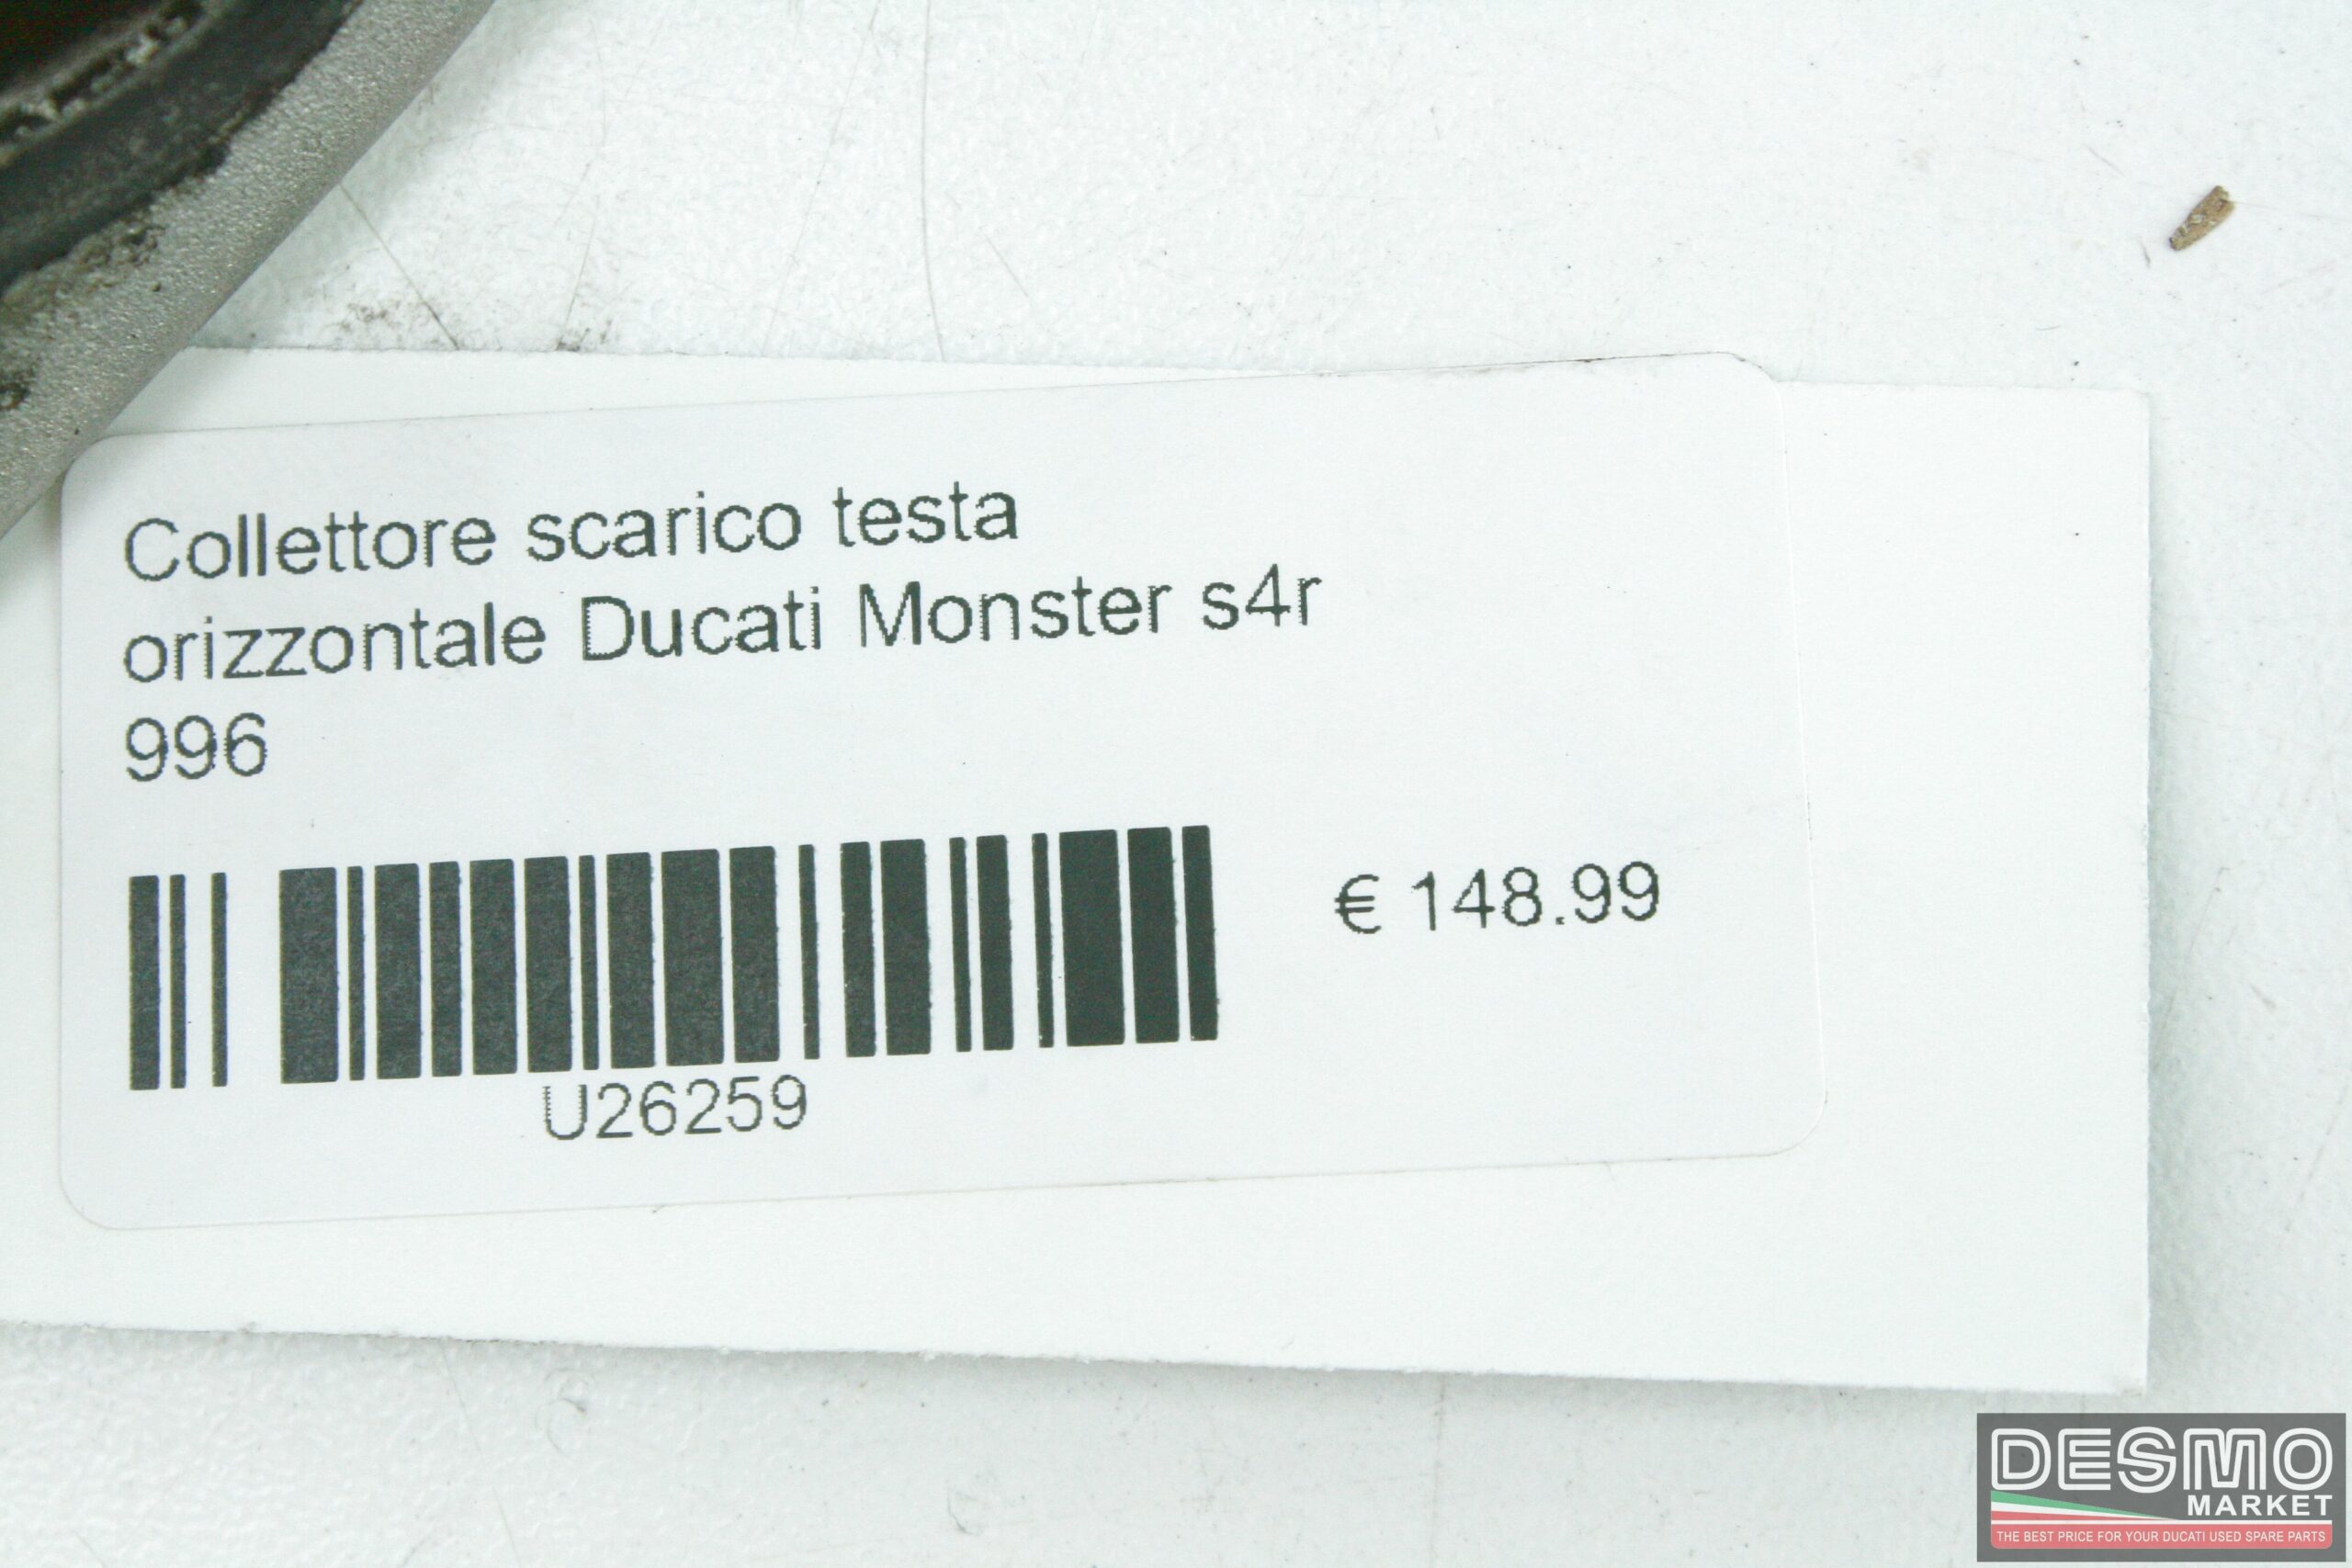 Collettore scarico testa
orizzontale Ducati Monster s4r
996
€ 148.99
U26259
DESMO
MARKET
THE BEST PRICE FOR YOUR DUCATI USED SPARE PARTS